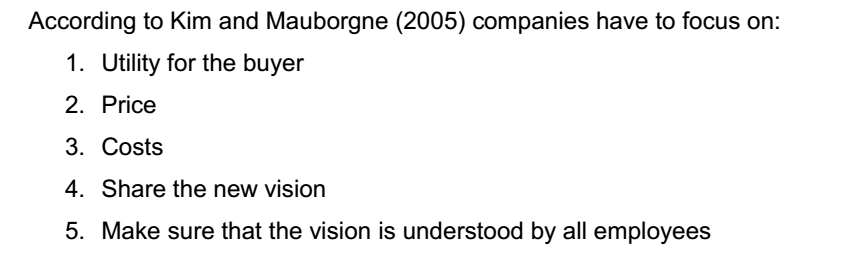 According to Kim and Mauborgne (2005) companies have to focus on:
1. Utility for the buyer
2. Price
3. Costs
4. Share the new vision
5. Make sure that the vision is understood by all employees